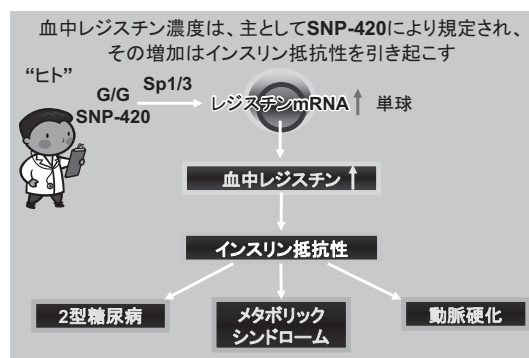 血中レジスチン濃度は、主としてSNP-420により規定され、
その増加はインスリン抵抗性を引き起こす
“ヒト”
G/G
SNP-420
Sp1/3
レジスチンmRNA↑ 単球
血中レジスチン↑
インスリン抵抗性
2型糖尿病
メタボリック
シンドローム
動脈硬化